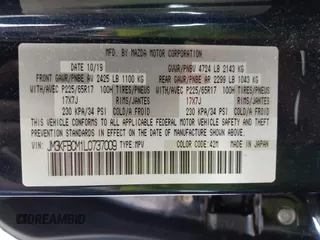 MFD. BY MAZDA MOTOR CORPORATION
DATE 10/19 GVWR/PNBV 4724 LB 2143 KG
FRONT GAWR/PNBE AV 2425 LB 1100 KG REAR GAWR/PNBE AR 2299 LB 1043 KG
WITH/AVEC P225/65R17 100H TIRES/PNEUS WITH/AVEC P225/65R17 100H TIRES/PNEUS
17X7J RIMS/JANTES 17X7J RIMS/JANTES
230 KPA/34 PSI COLD/A FROID 230 KPA/34 PSI COLD/A FROID
THIS VEHICLE CONFORMS TO ALL APPLICABLE FEDERAL MOTOR
VEHICLE SAFETY, BUMPER, AND THEFT PREVENTION STANDARDS
IN EFFECT ON THE DATE OF MANUFACTURE SHOWN ABOVE.
JM3KFBCM1L0737009 TYPE:MPV
COLOR: 42M MADE IN JAPAN
DREAMBID